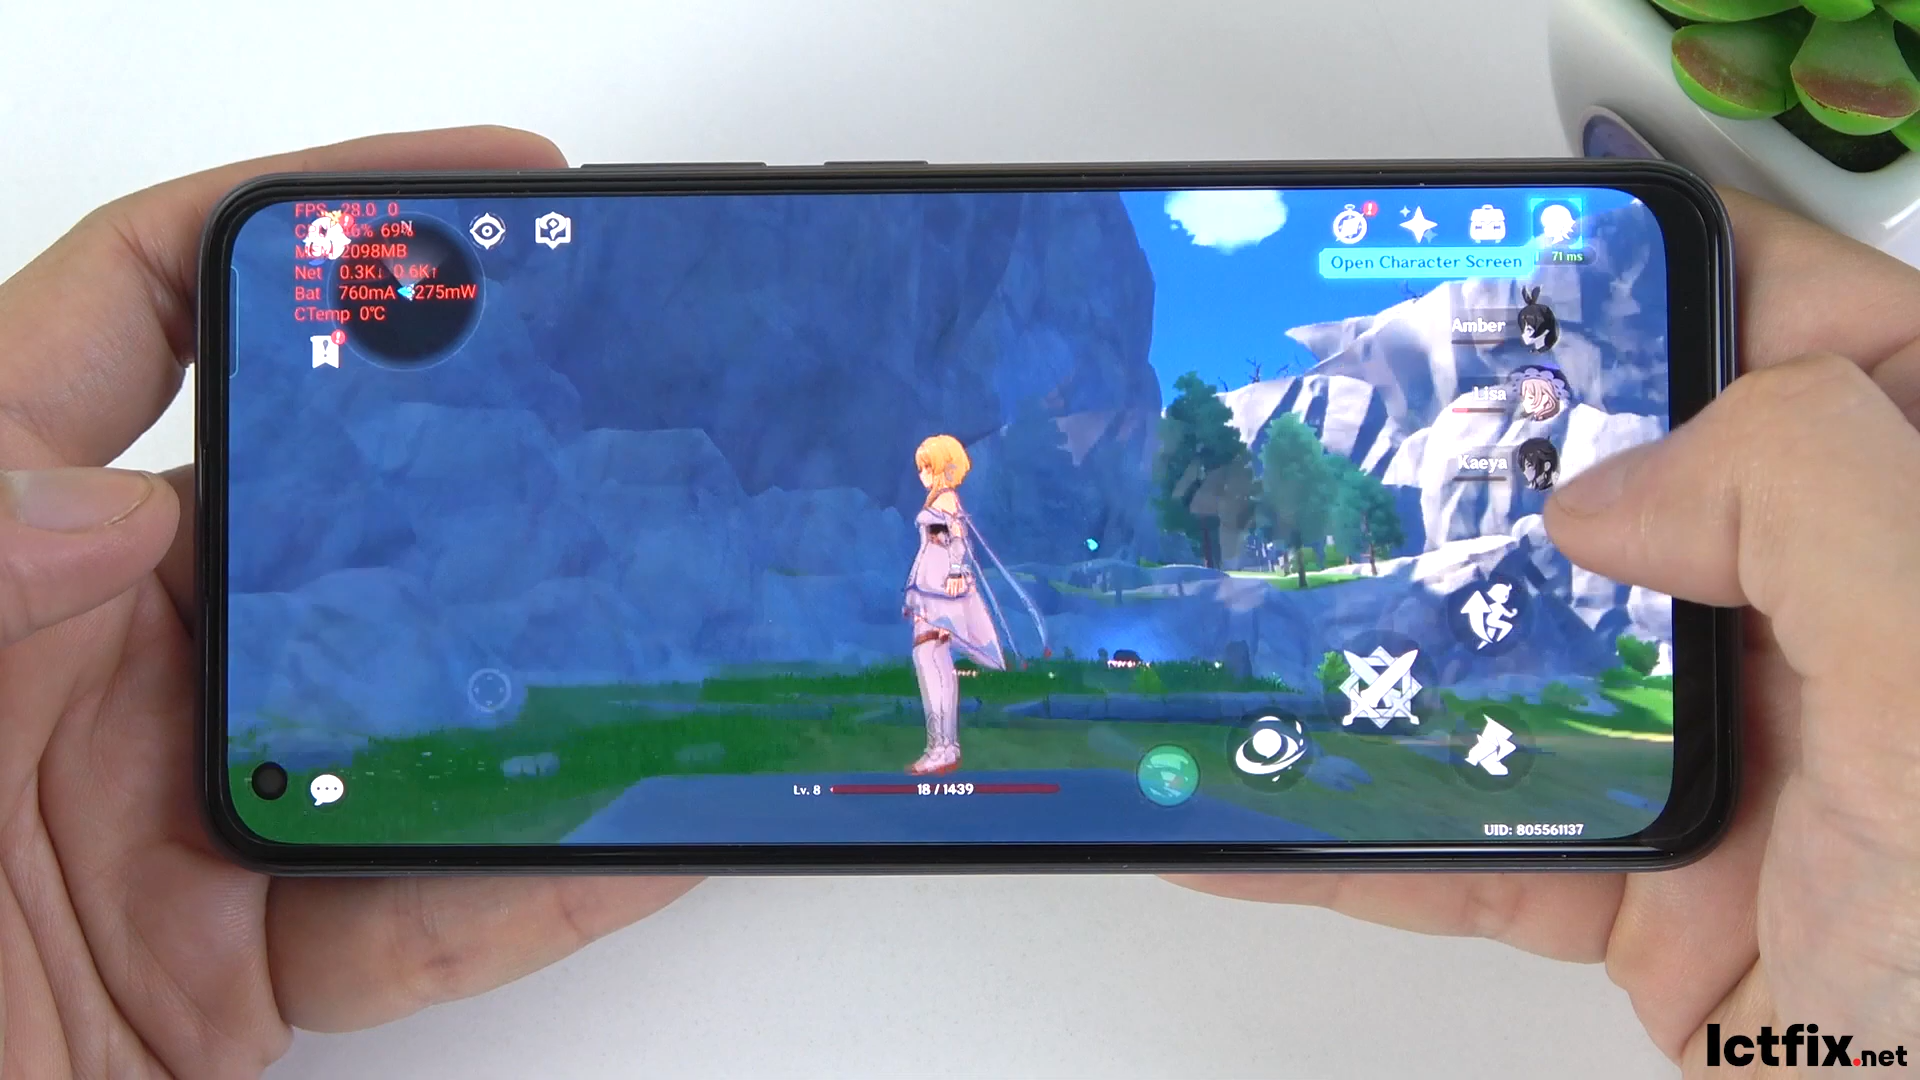 FPS 28.0 0
69%
2098MB
Net 0.3K↓ 0.6K↑
Bat 760mA 275mW
CTemp 0℃
N
Open Character Screen
71 ms
Amber
Lisa
Kaeya
Lv. 8
18 / 1439
UID: 805561137
Ictfix.net